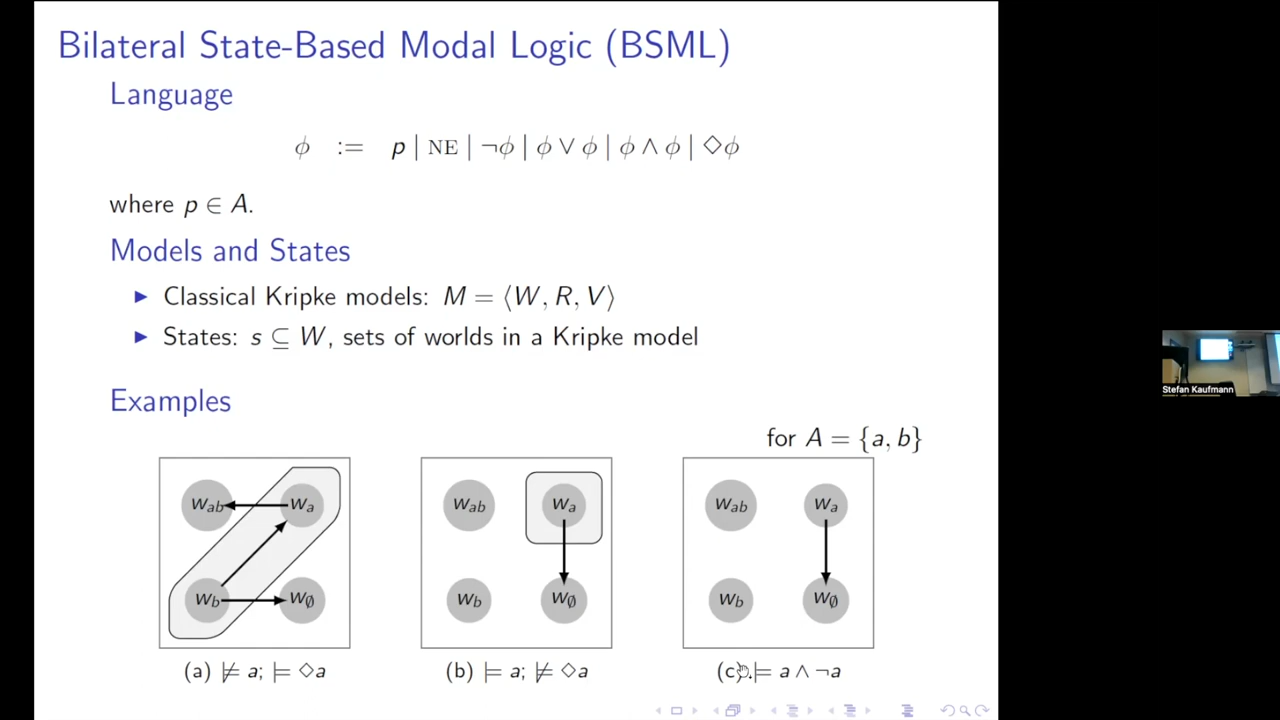 Bilateral State-Based Modal Logic (BSML)
Language
ϕ := p | NE | ¬ϕ | ϕ ∨ ϕ | ϕ ∧ ϕ | ◇ϕ
where p ∈ A.
Models and States
▶ Classical Kripke models: M = ⟨W, R, V⟩
▶ States: s ⊆ W, sets of worlds in a Kripke model
Stefan Kaufmann
Examples
for A = {a, b}
w_ab w_a w_ab w_a w_ab w_a
w_b w_∅ w_b w_∅ w_b w_∅
(a) ⊭ a; ⊨ ◇a (b) ⊨ a; ⊭ ◇a (c) ⊨ a ∧ ¬a